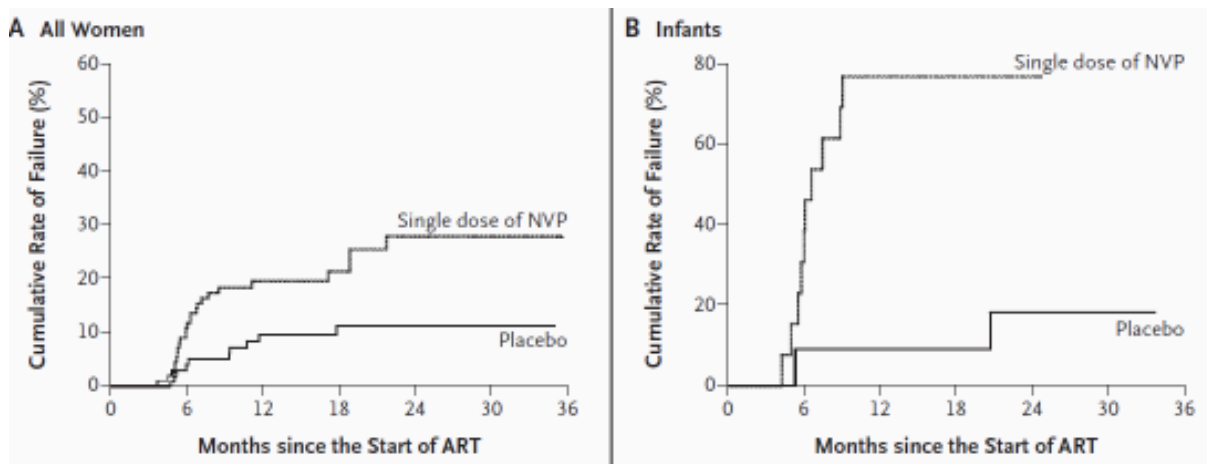 A All Women
Cumulative Rate of Failure (%)
60
50
40
30
20
10
0
Single dose of NVP
Placebo
0 6 12 18 24 30 36
Months since the Start of ART
B Infants
Cumulative Rate of Failure (%)
80
60
40
20
0
Single dose of NVP
Placebo
0 6 12 18 24 30 36
Months since the Start of ART